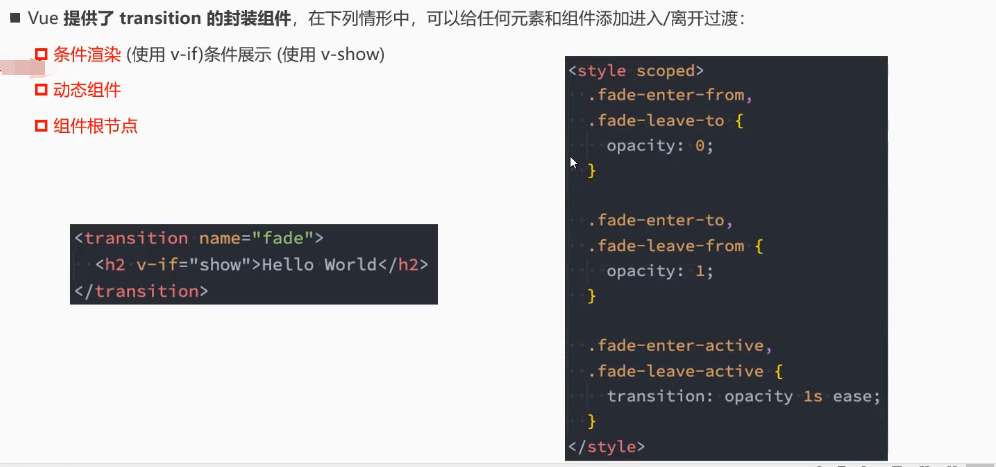 Vue 提供了 transition 的封装组件，在下列情形中，可以给任何元素和组件添加进入/离开过渡：
条件渲染 (使用 v-if)条件展示 (使用 v-show)
动态组件
组件根节点
<transition name="fade">
<h2 v-if="show">Hello World</h2>
</transition>
<style scoped>
.fade-enter-from,
.fade-leave-to {
opacity: 0;
}
.fade-enter-to,
.fade-leave-from {
opacity: 1;
}
.fade-enter-active,
.fade-leave-active {
transition: opacity 1s ease;
}
</style>